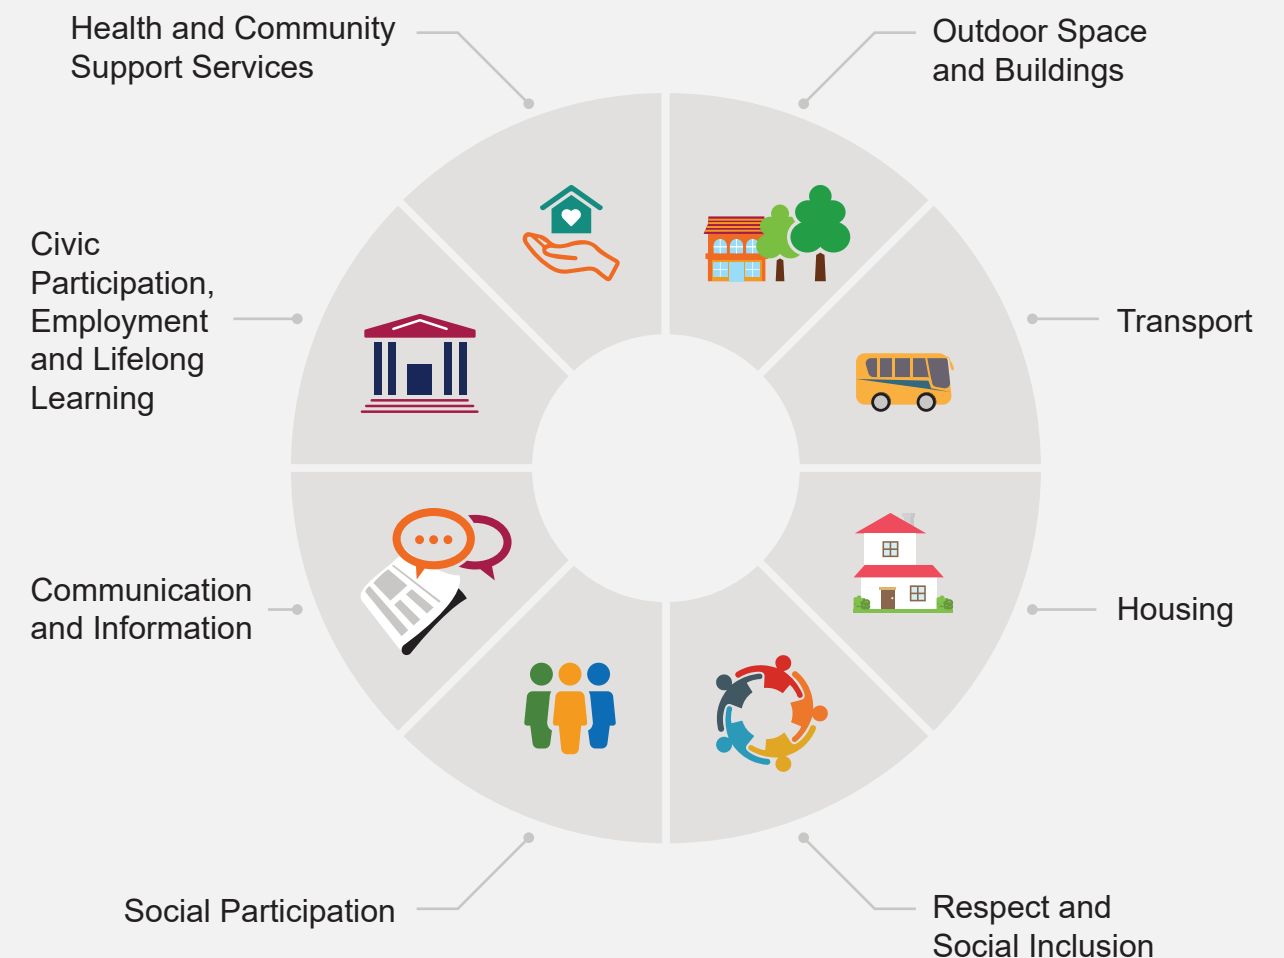 Health and Community
Support Services
Outdoor Space
and Buildings
Civic
Participation,
Employment
and Lifelong
Learning
Transport
Communication
and Information
Housing
Social Participation
Respect and
Social Inclusion